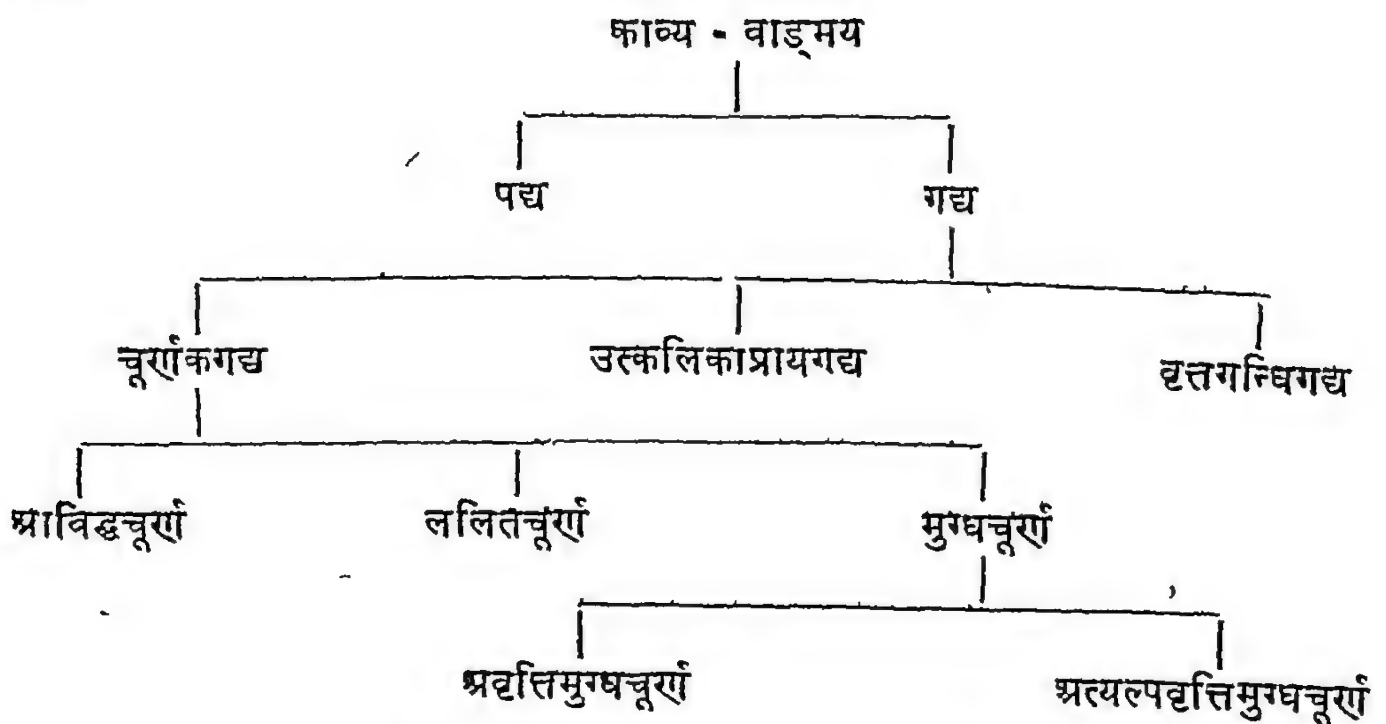 काव्य - वाङ्मय
पद्य गद्य
चूर्णकगद्य उत्कलिकाप्रायगद्य वृत्तगन्धिगद्य
आविद्धचूर्ण ललितचूर्ण मुग्धचूर्ण
अवृत्तिमुग्धचूर्ण अत्यल्पवृत्तिमुग्धचूर्ण